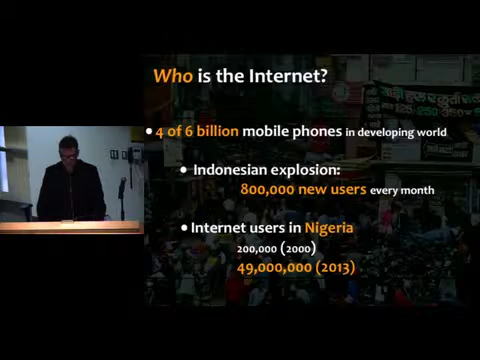 Who is the Internet?
• 4 of 6 billion mobile phones in developing world
• Indonesian explosion:
800,000 new users every month
• Internet users in Nigeria
200,000 (2000)
49,000,000 (2013)